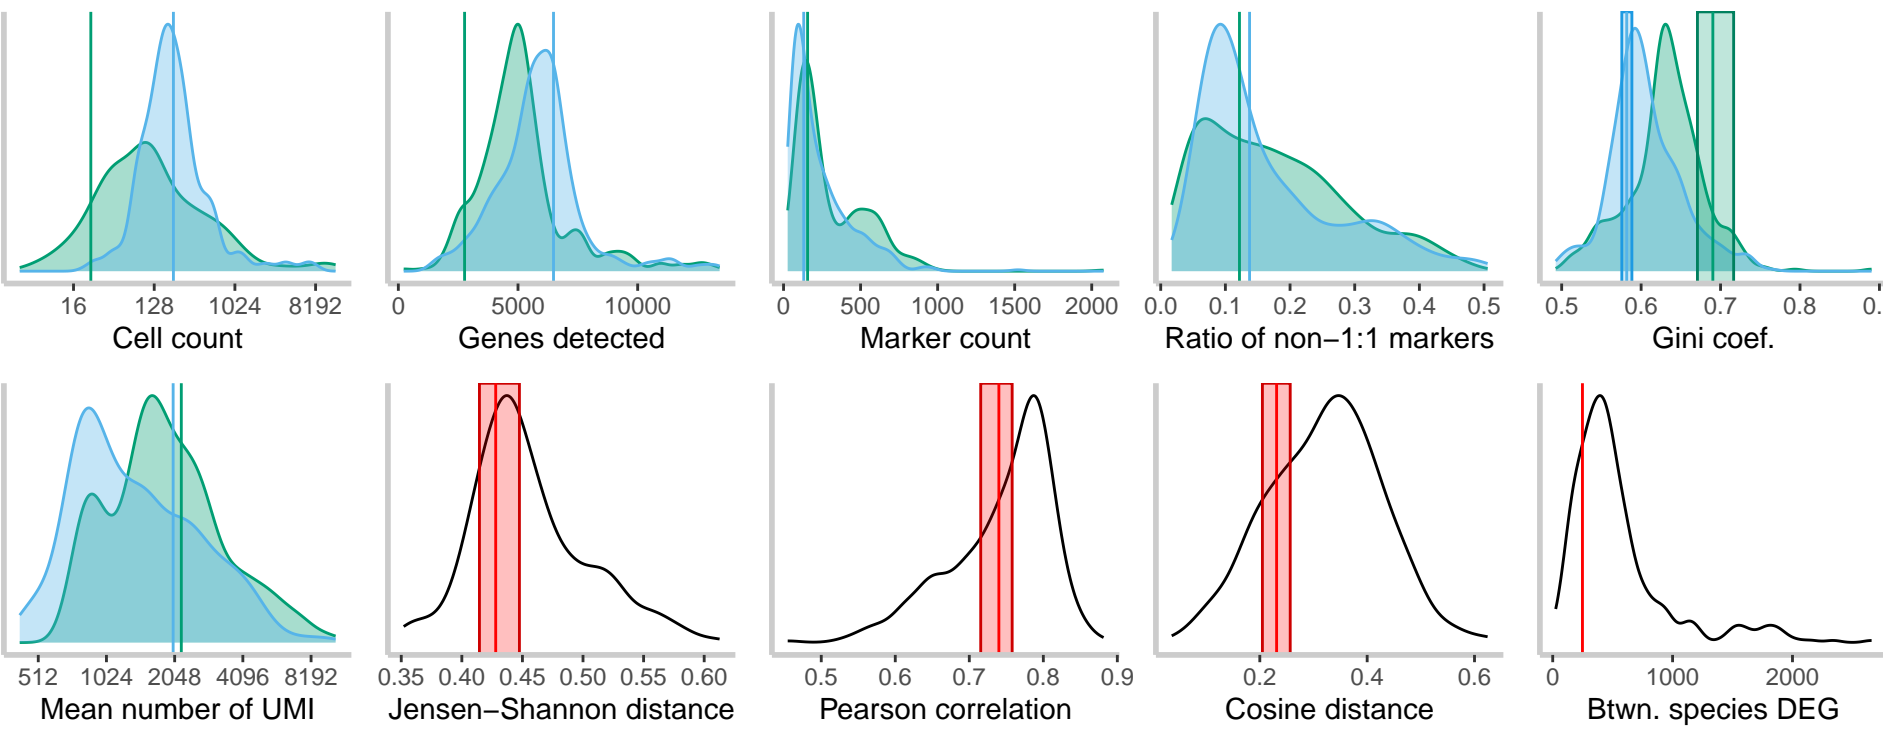 16 128 1024 8192
Cell count
0 5000 10000
Genes detected
0 500 1000 1500 2000
Marker count
0.0 0.1 0.2 0.3 0.4 0.5
Ratio of non−1:1 markers
0.5 0.6 0.7 0.8 0.
Gini coef.
512 1024 2048 4096 8192
Mean number of UMI
0.35 0.40 0.45 0.50 0.55 0.60
Jensen−Shannon distance
0.5 0.6 0.7 0.8 0.9
Pearson correlation
0.2 0.4 0.6
Cosine distance
0 1000 2000
Btwn. species DEG